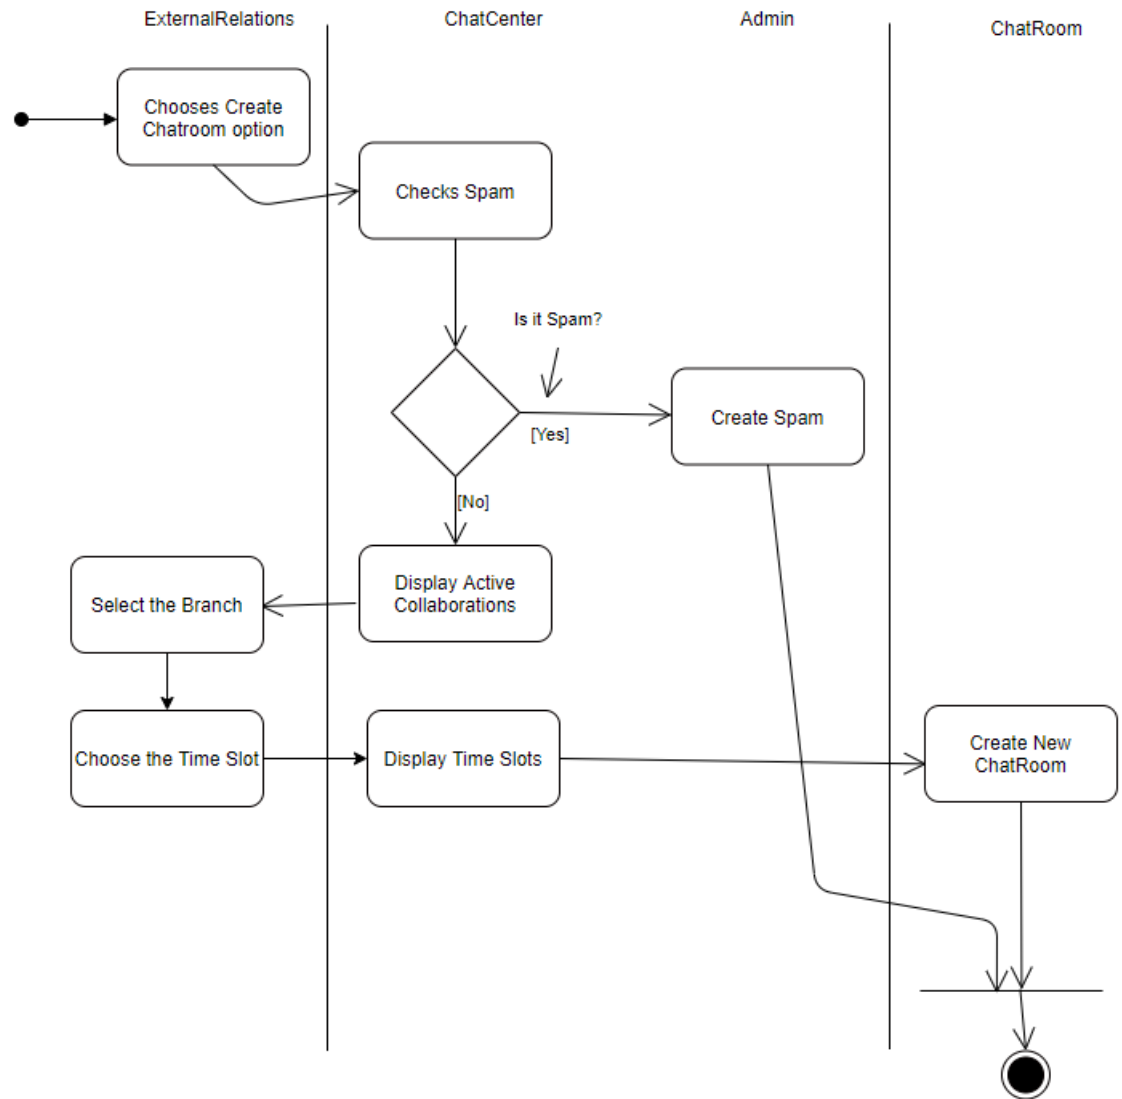 ExternalRelations
ChatCenter
Admin
ChatRoom
Chooses Create
Chatroom option
Checks Spam
Is it Spam?
[Yes]
Create Spam
[No]
Display Active
Collaborations
Select the Branch
Choose the Time Slot
Display Time Slots
Create New
ChatRoom